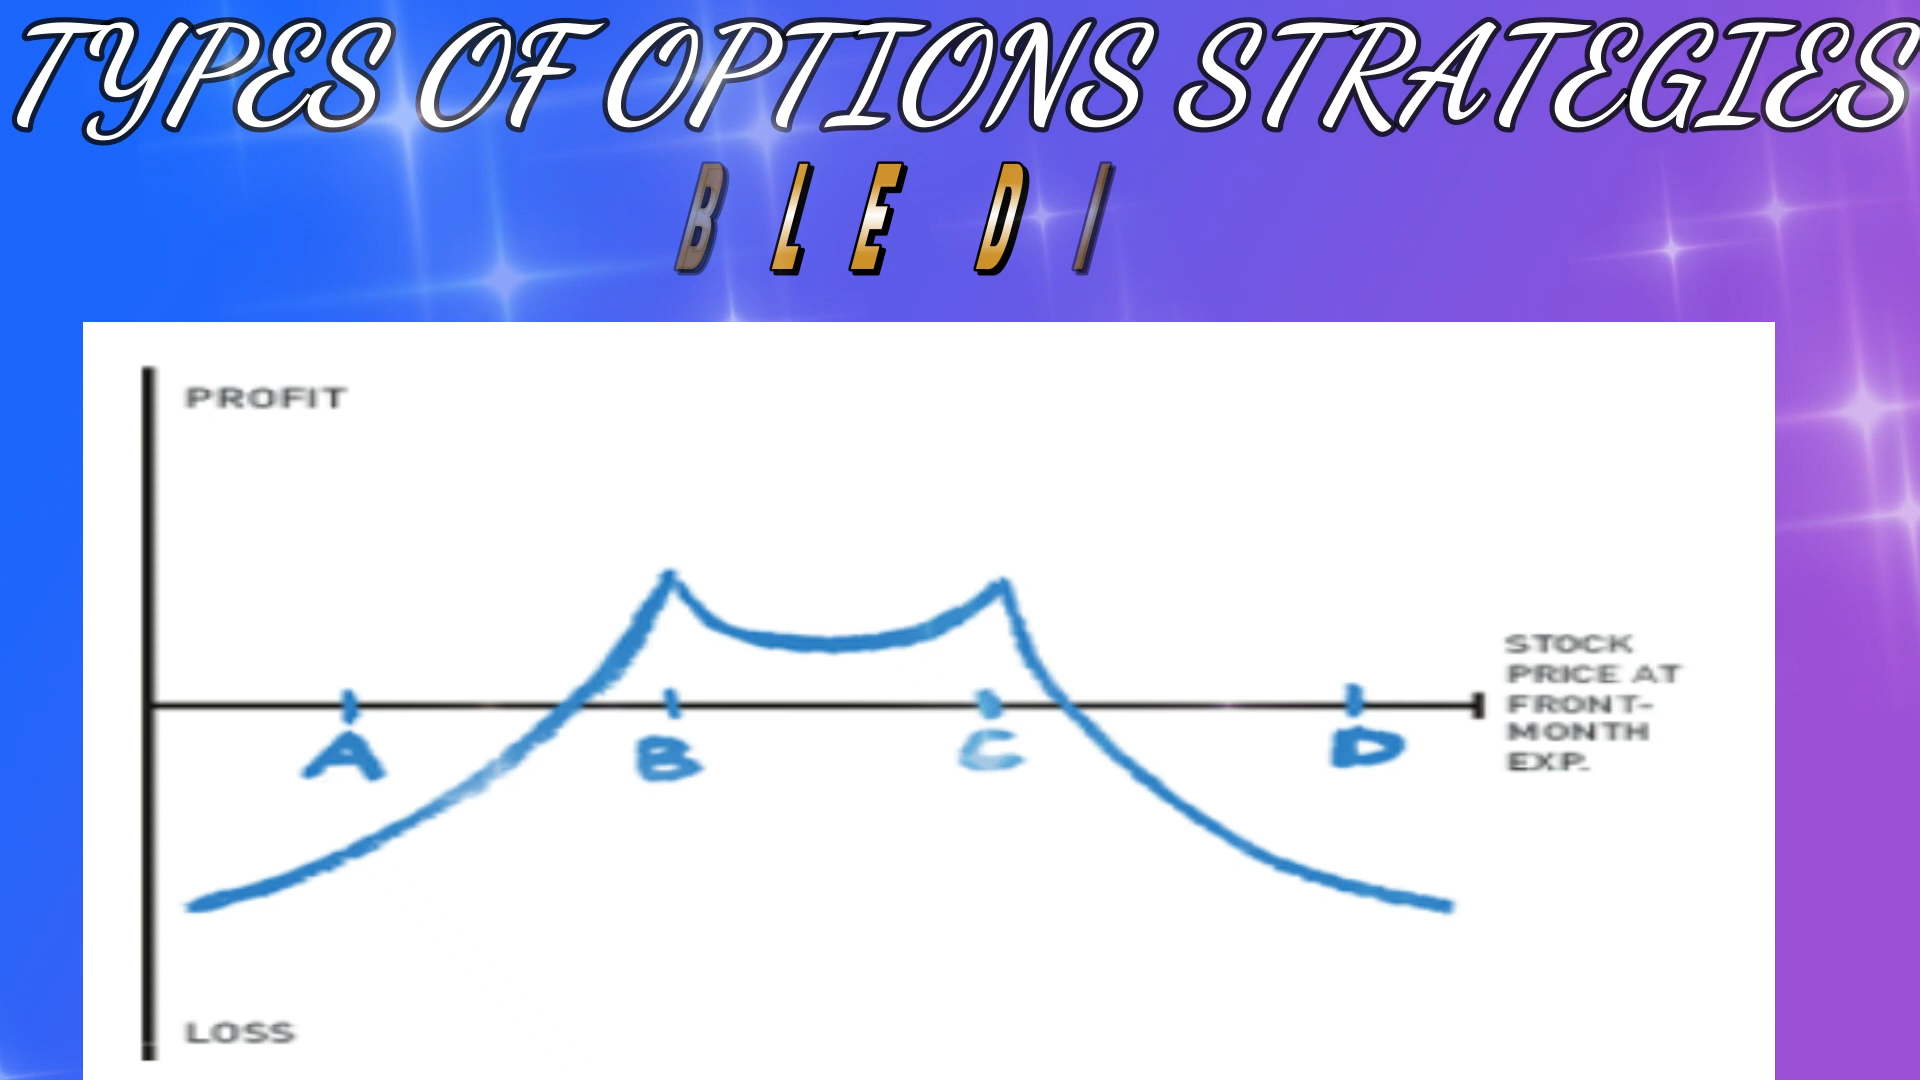 TYPES OF OPTIONS STRATEGIES
B L E D I
PROFIT
STOCK
PRICE AT
FRONT-
MONTH
EXP.
A B C D
LOSS